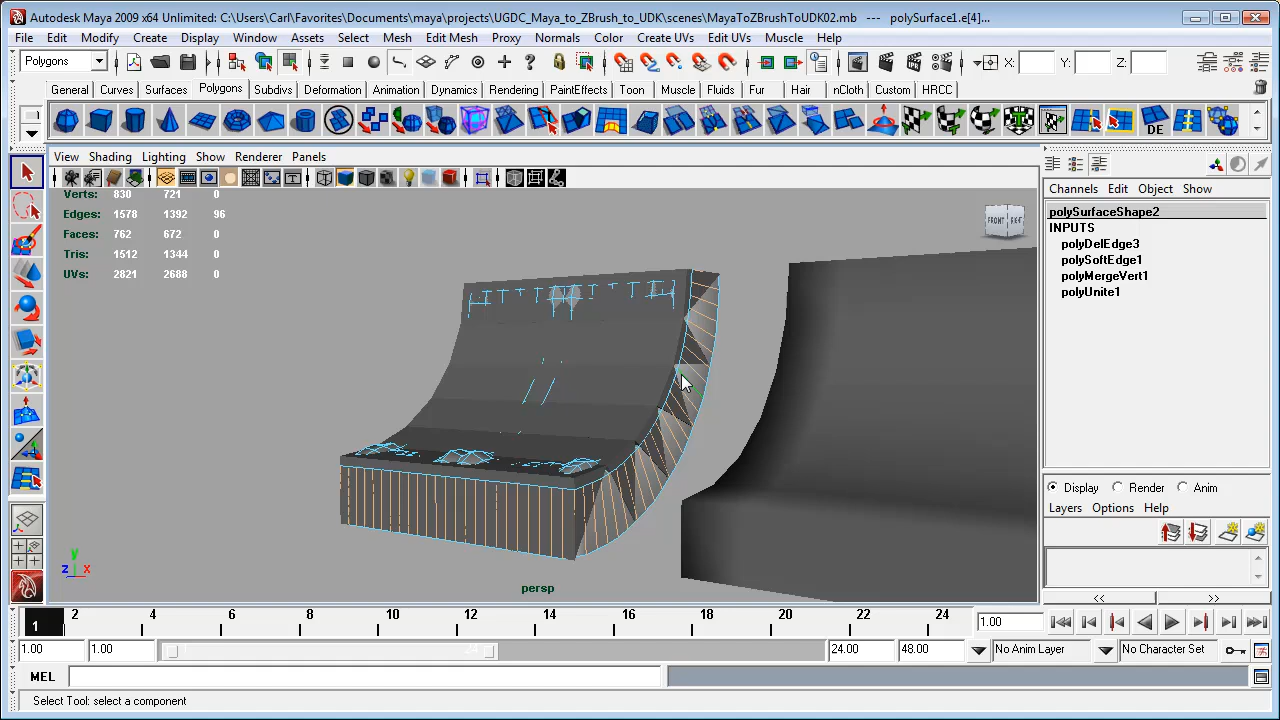 Autodesk Maya 2009 x64 Unlimited: C:\Users\Carl\Favorites\Documents\maya\projects\UGDC_Maya_to_ZBrush_to_UDK\scenes\MayaToZBrushToUDK02.mb --- polySurface1.e[4]...
File Edit Modify Create Display Window Assets Select Mesh Edit Mesh Proxy Normals Color Create UVs Edit UVs Muscle Help
Polygons X: Y: Z:
General Curves Surfaces Polygons Subdivs Deformation Animation Dynamics Rendering PaintEffects Toon Muscle Fluids Fur Hair nCloth Custom HRCC
DE
View Shading Lighting Show Renderer Panels
Channels Edit Object Show
Verts: 830 721 0
Edges: 1578 1392 96
Faces: 762 672 0
Tris: 1512 1344 0
UVs: 2821 2688 0
FRONT RIGHT
polySurfaceShape2
INPUTS
polyDelEdge3
polySoftEdge1
polyMergeVert1
polyUnite1
Display Render Anim
Layers Options Help
y
z x
persp
<< >>
1 2 4 6 8 10 12 14 16 18 20 22 24 1.00
1.00 1.00 1 24 24.00 48.00 No Anim Layer No Character Set
MEL
Select Tool: select a component